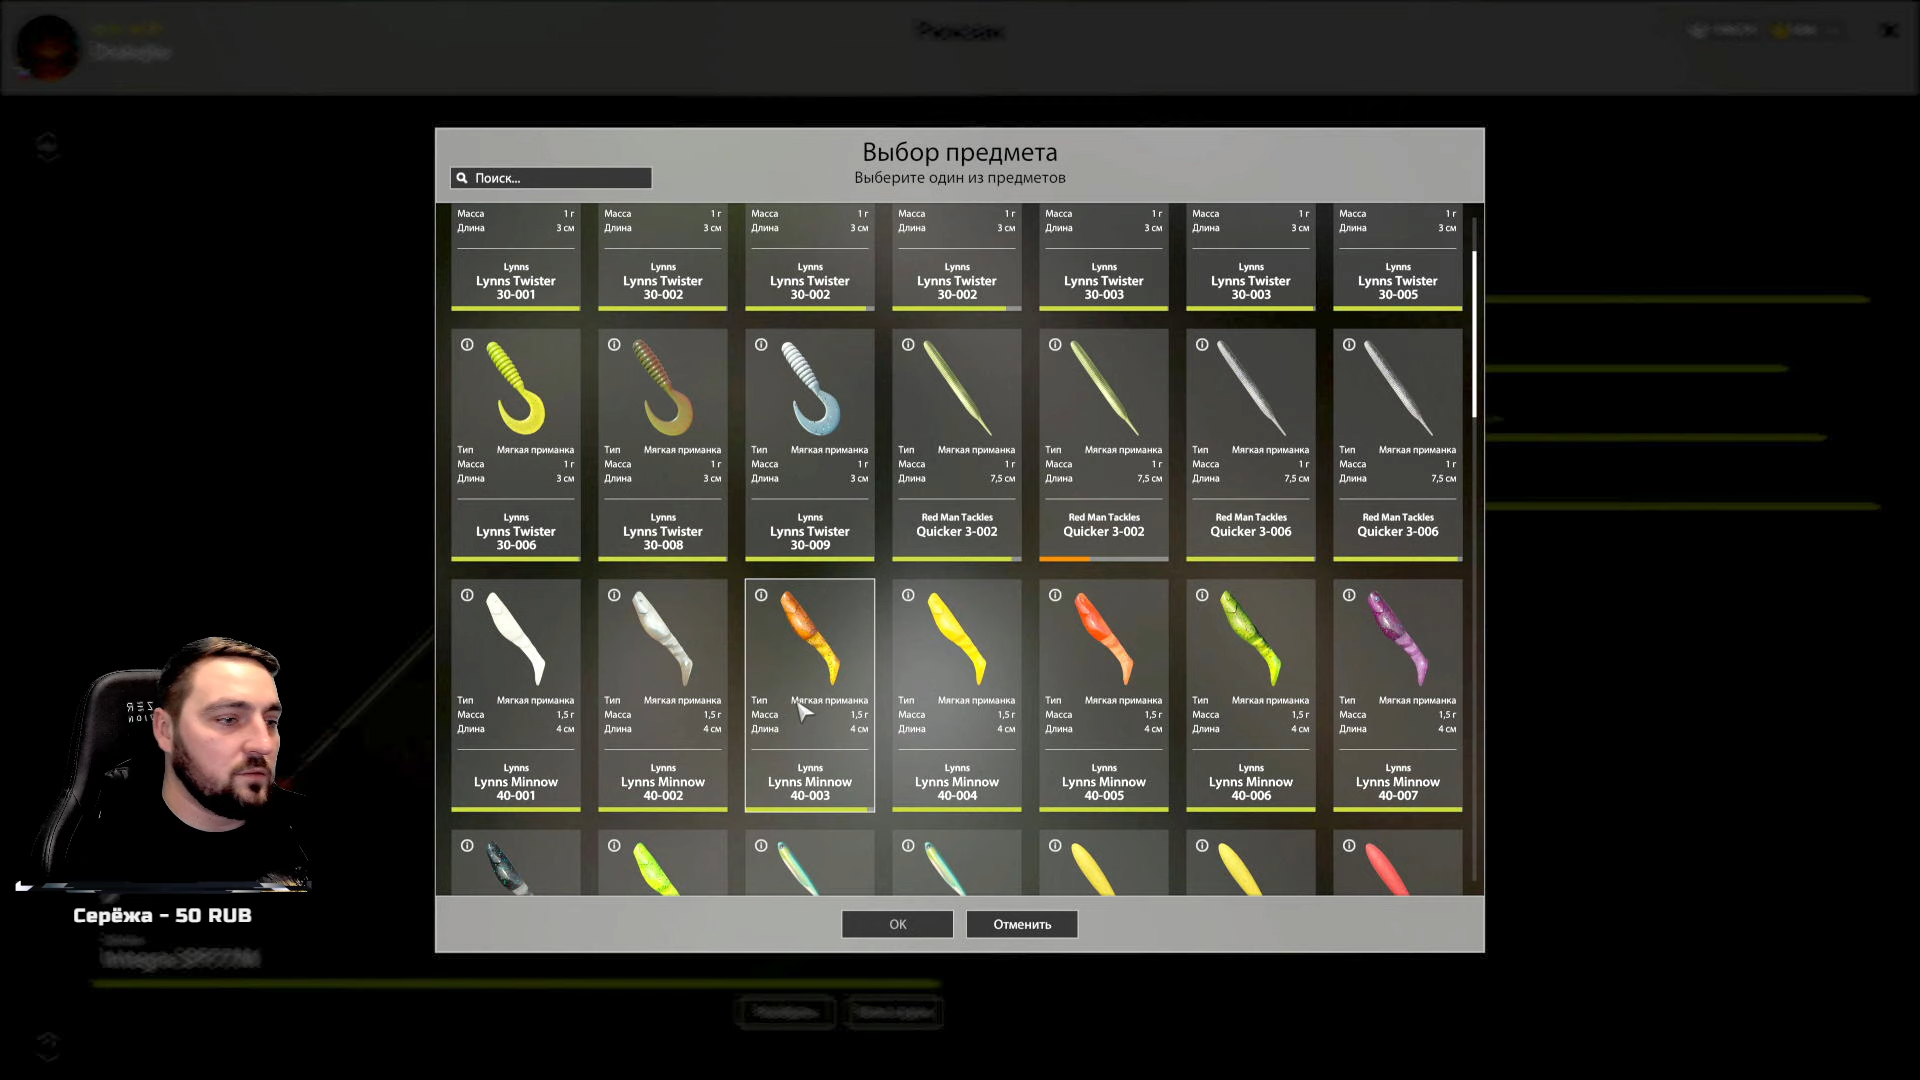 Выбор предмета
Выберите один из предметов
Поиск...
Масса 1 г Масса 1 г Масса 1 г Масса 1 г Масса 1 г Масса 1 г Масса 1 г
Длина 3 см Длина 3 см Длина 3 см Длина 3 см Длина 3 см Длина 3 см Длина 3 см
Lynns Lynns Lynns Lynns Lynns Lynns Lynns
Lynns Twister Lynns Twister Lynns Twister Lynns Twister Lynns Twister Lynns Twister Lynns Twister
30-001 30-002 30-002 30-002 30-003 30-003 30-005
Тип Мягкая приманка Тип Мягкая приманка Тип Мягкая приманка Тип Мягкая приманка Тип Мягкая приманка Тип Мягкая приманка Тип Мягкая приманка
Масса 1 г Масса 1 г Масса 1 г Масса 1 г Масса 1 г Масса 1 г Масса 1 г
Длина 3 см Длина 3 см Длина 3 см Длина 7,5 см Длина 7,5 см Длина 7,5 см Длина 7,5 см
Lynns Lynns Lynns Red Man Tackles Red Man Tackles Red Man Tackles Red Man Tackles
Lynns Twister Lynns Twister Lynns Twister Quicker 3-002 Quicker 3-002 Quicker 3-006 Quicker 3-006
30-006 30-008 30-009
Тип Мягкая приманка Тип Мягкая приманка Тип Мягкая приманка Тип Мягкая приманка Тип Мягкая приманка Тип Мягкая приманка Тип Мягкая приманка
Масса 1,5 г Масса 1,5 г Масса 1,5 г Масса 1,5 г Масса 1,5 г Масса 1,5 г Масса 1,5 г
Длина 4 см Длина 4 см Длина 4 см Длина 4 см Длина 4 см Длина 4 см Длина 4 см
Lynns Lynns Lynns Lynns Lynns Lynns Lynns
Lynns Minnow Lynns Minnow Lynns Minnow Lynns Minnow Lynns Minnow Lynns Minnow Lynns Minnow
40-001 40-002 40-003 40-004 40-005 40-006 40-007
OK Отменить
Серёжа - 50 RUB